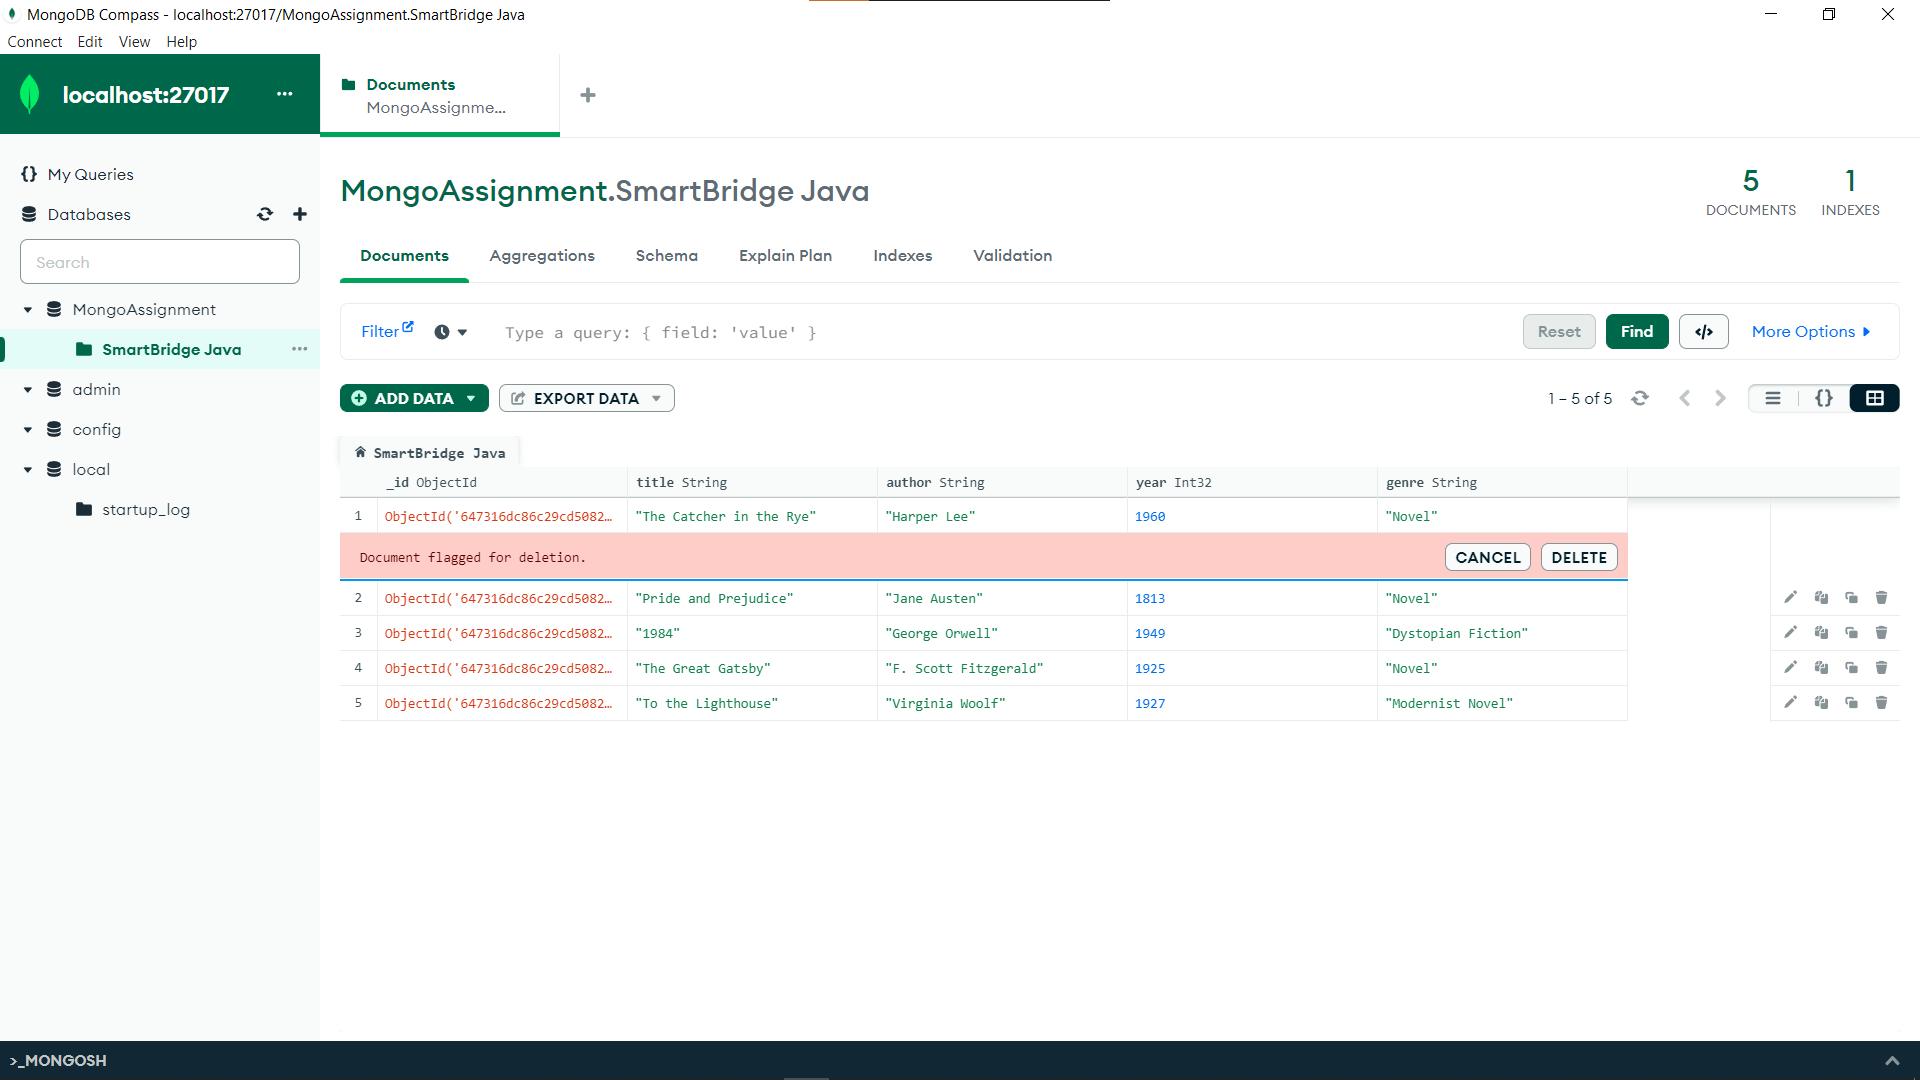 MongoDB Compass - localhost:27017/MongoAssignment.SmartBridge Java
Connect Edit View Help
localhost:27017 ...
Documents
MongoAssignme...
My Queries
Databases
Search
MongoAssignment
SmartBridge Java
admin
config
local
startup_log
MongoAssignment.SmartBridge Java
5
DOCUMENTS
1
INDEXES
Documents Aggregations Schema Explain Plan Indexes Validation
Filter Type a query: { field: 'value' } Reset Find </> More Options
ADD DATA EXPORT DATA 1 – 5 of 5 {}
SmartBridge Java
_id ObjectId title String author String year Int32 genre String
1 ObjectId('647316dc86c29cd5082… "The Catcher in the Rye" "Harper Lee" 1960 "Novel"
Document flagged for deletion. CANCEL DELETE
2 ObjectId('647316dc86c29cd5082… "Pride and Prejudice" "Jane Austen" 1813 "Novel"
3 ObjectId('647316dc86c29cd5082… "1984" "George Orwell" 1949 "Dystopian Fiction"
4 ObjectId('647316dc86c29cd5082… "The Great Gatsby" "F. Scott Fitzgerald" 1925 "Novel"
5 ObjectId('647316dc86c29cd5082… "To the Lighthouse" "Virginia Woolf" 1927 "Modernist Novel"
>_MONGOSH